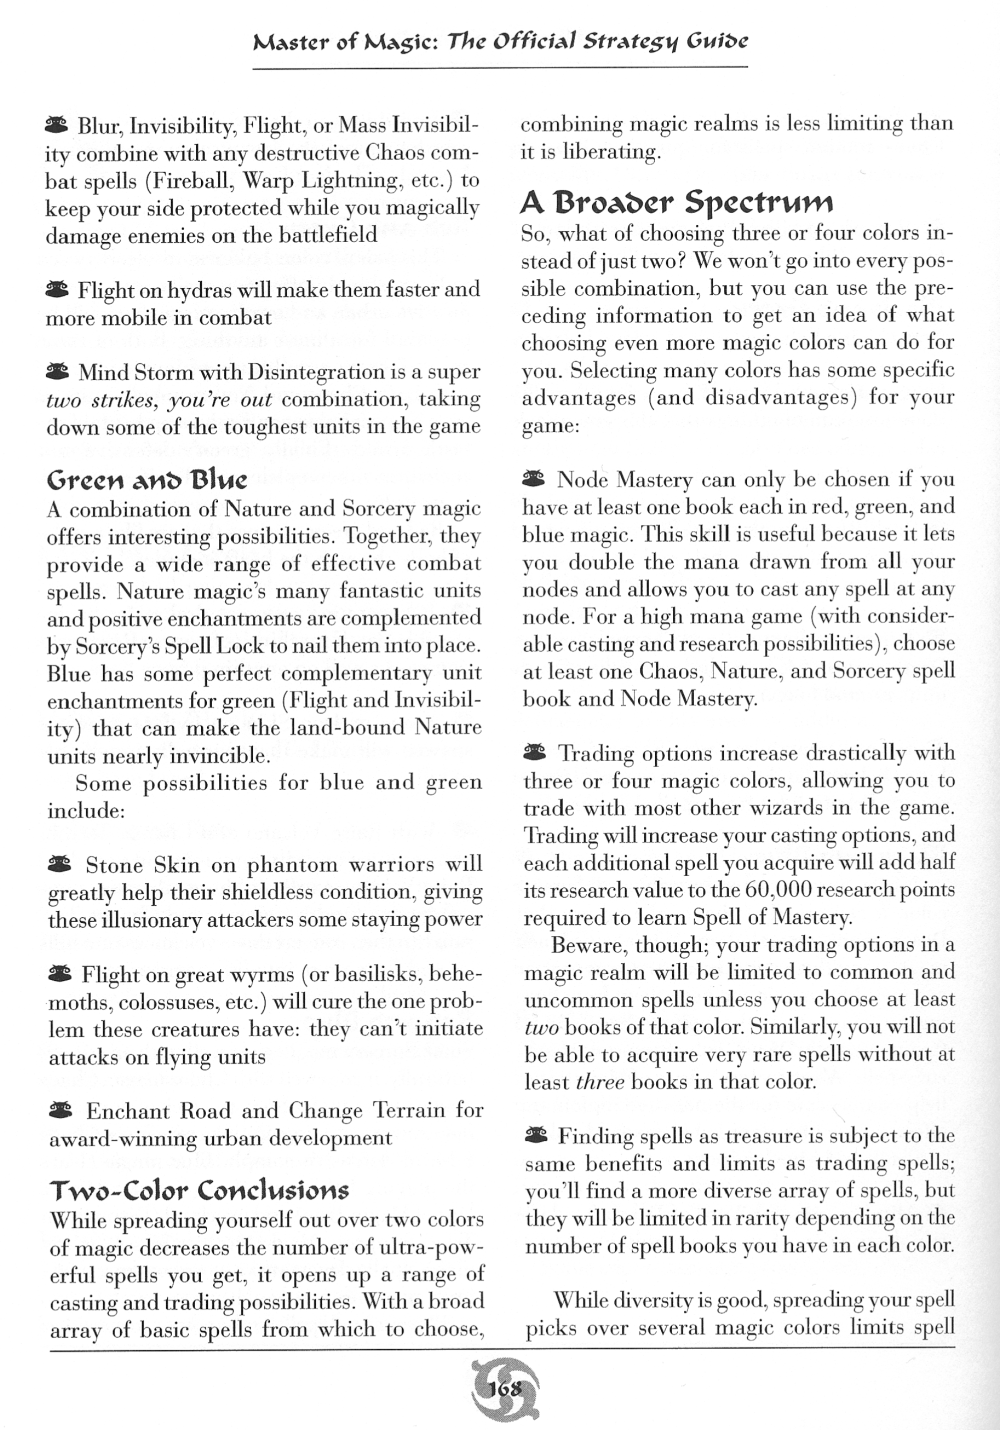 Master of Magic: The Official Strategy Guide
Blur, Invisibility, Flight, or Mass Invisibil-
ity combine with any destructive Chaos com-
bat spells (Fireball, Warp Lightning, etc.) to
keep your side protected while you magically
damage enemies on the battlefield
Flight on hydras will make them faster and
more mobile in combat
Mind Storm with Disintegration is a super
two strikes, you're out combination, taking
down some of the toughest units in the game
Green and Blue
A combination of Nature and Sorcery magic
offers interesting possibilities. Together, they
provide a wide range of effective combat
spells. Nature magic's many fantastic units
and positive enchantments are complemented
by Sorcery's Spell Lock to nail them into place.
Blue has some perfect complementary unit
enchantments for green (Flight and Invisibil-
ity) that can make the land-bound Nature
units nearly invincible.
Some possibilities for blue and green
include:
Stone Skin on phantom warriors will
greatly help their shieldless condition, giving
these illusionary attackers some staying power
Flight on great wyrms (or basilisks, behe-
moths, colossuses, etc.) will cure the one prob-
lem these creatures have: they can't initiate
attacks on flying units
Enchant Road and Change Terrain for
award-winning urban development
Two-Color Conclusions
While spreading yourself out over two colors
of magic decreases the number of ultra-pow-
erful spells you get, it opens up a range of
casting and trading possibilities. With a broad
array of basic spells from which to choose,
combining magic realms is less limiting than
it is liberating.
A Broader Spectrum
So, what of choosing three or four colors in-
stead of just two? We won't go into every pos-
sible combination, but you can use the pre-
ceding information to get an idea of what
choosing even more magic colors can do for
you. Selecting many colors has some specific
advantages (and disadvantages) for your
game:
Node Mastery can only be chosen if you
have at least one book each in red, green, and
blue magic. This skill is useful because it lets
you double the mana drawn from all your
nodes and allows you to cast any spell at any
node. For a high mana game (with consider-
able casting and research possibilities), choose
at least one Chaos, Nature, and Sorcery spell
book and Node Mastery.
Trading options increase drastically with
three or four magic colors, allowing you to
trade with most other wizards in the game.
Trading will increase your casting options, and
each additional spell you acquire will add half
its research value to the 60,000 research points
required to learn Spell of Mastery.
Beware, though; your trading options in a
magic realm will be limited to common and
uncommon spells unless you choose at least
two books of that color. Similarly, you will not
be able to acquire very rare spells without at
least three books in that color.
Finding spells as treasure is subject to the
same benefits and limits as trading spells;
you'll find a more diverse array of spells, but
they will be limited in rarity depending on the
number of spell books you have in each color.
While diversity is good, spreading your spell
picks over several magic colors limits spell
168